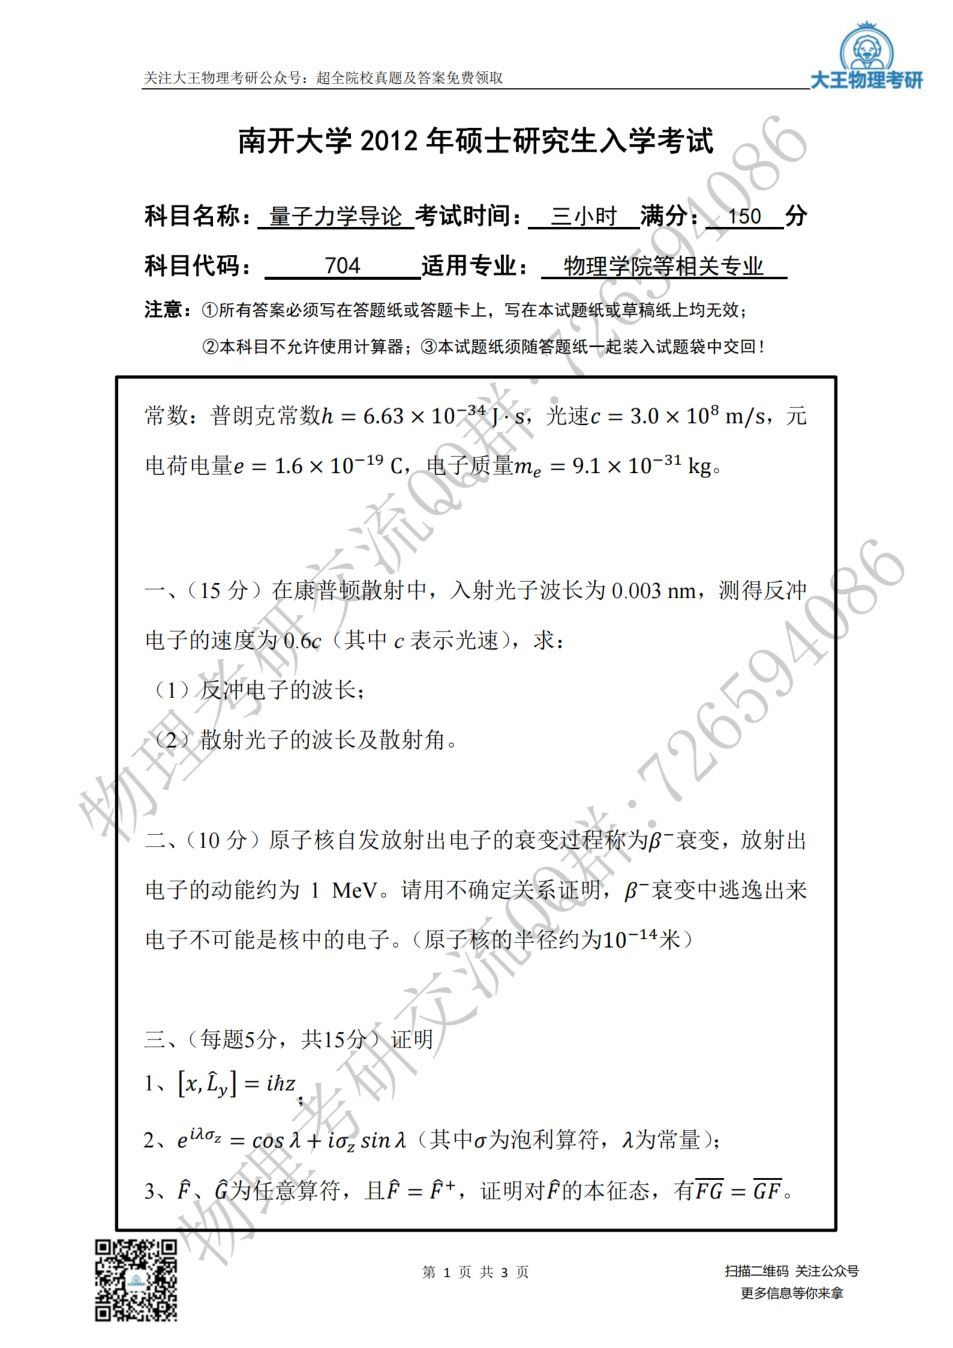 关注大王物理考研公众号：超全院校真题及答案免费领取
大王物理考研
南开大学 2012 年硕士研究生入学考试
科目名称： 量子力学导论 考试时间： 三小时 满分： 150 分
科目代码： 704 适用专业： 物理学院等相关专业
注意：①所有答案必须写在答题纸或答题卡上，写在本试题纸或草稿纸上均无效；
②本科目不允许使用计算器；③本试题纸须随答题纸一起装入试题袋中交回！
常数：普朗克常数h = 6.63 × 10⁻³⁴ J · s，光速c = 3.0 × 10⁸ m/s，元
电荷电量e = 1.6 × 10⁻¹⁹ C，电子质量mₑ = 9.1 × 10⁻³¹ kg。
一、（15 分）在康普顿散射中，入射光子波长为 0.003 nm，测得反冲
电子的速度为 0.6c（其中 c 表示光速），求：
（1）反冲电子的波长；
（2）散射光子的波长及散射角。
二、（10 分）原子核自发放射出电子的衰变过程称为β⁻衰变，放射出
电子的动能约为 1 MeV。请用不确定关系证明，β⁻衰变中逃逸出来
电子不可能是核中的电子。（原子核的半径约为10⁻¹⁴米）
三、（每题5分，共15分）证明
1、[x, L̂_y] = iħz；
2、e^{iλσ_z} = cos λ + iσ_z sin λ（其中σ为泡利算符，λ为常量）；
3、F̂、Ĝ为任意算符，且F̂ = F̂⁺，证明对F̂的本征态，有F̅G̅ = G̅F̅。
物理考研交流QQ群：726594086
物理考研交流QQ群：726594086
大王物理考研
第 1 页 共 3 页
扫描二维码 关注公众号
更多信息等你来拿